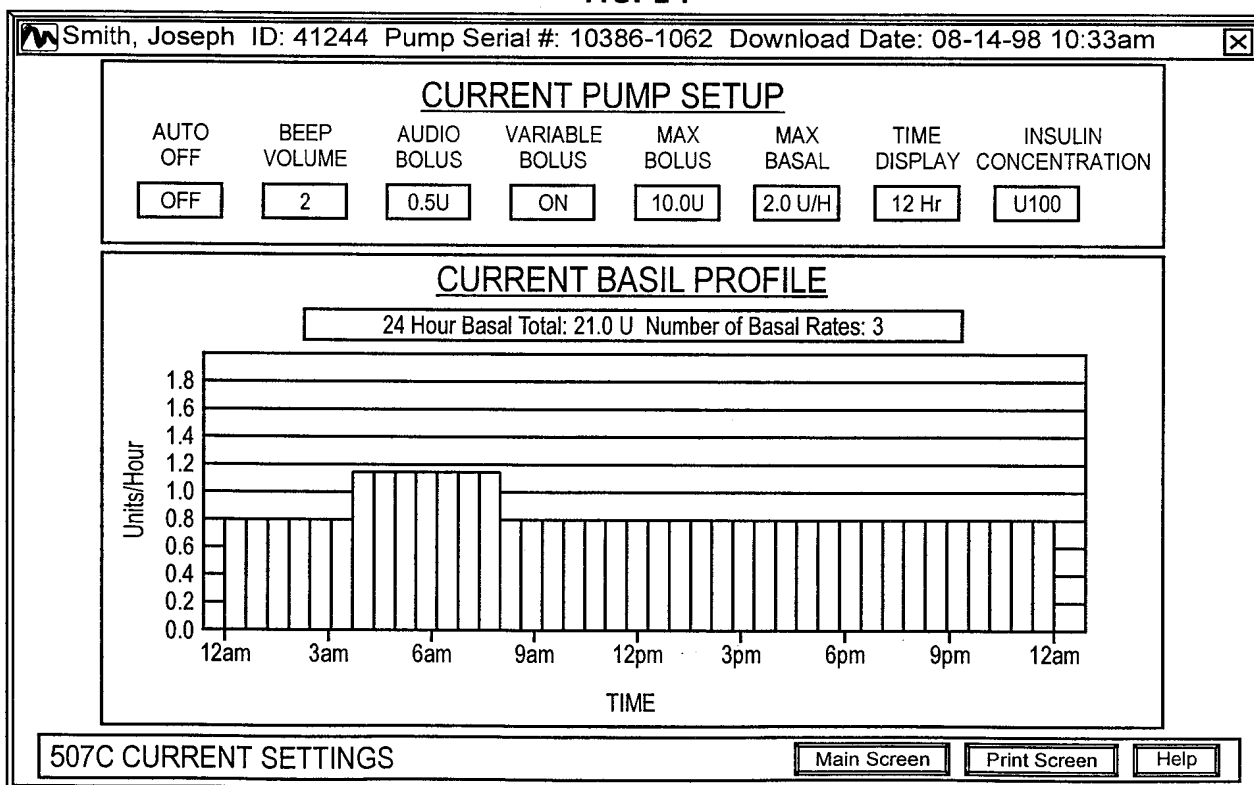 Smith, Joseph ID: 41244 Pump Serial #: 10386-1062 Download Date: 08-14-98 10:33am
CURRENT PUMP SETUP
AUTO OFF BEEP VOLUME AUDIO BOLUS VARIABLE BOLUS MAX BOLUS MAX BASAL TIME DISPLAY INSULIN CONCENTRATION
OFF 2 0.5U ON 10.0U 2.0 U/H 12 Hr U100
CURRENT BASIL PROFILE
24 Hour Basal Total: 21.0 U Number of Basal Rates: 3
Units/Hour
1.8
1.6
1.4
1.2
1.0
0.8
0.6
0.4
0.2
0.0
12am 3am 6am 9am 12pm 3pm 6pm 9pm 12am
TIME
507C CURRENT SETTINGS Main Screen Print Screen Help